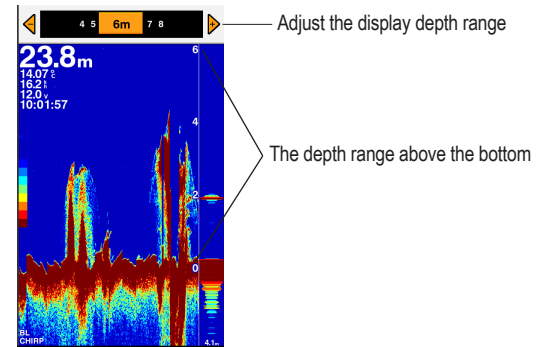 - 4 5 6m 7 8 +
Adjust the display depth range
23.8m
14.07 °C
16.2 k/h
12.0 v
10:01:57
6
4
The depth range above the bottom
2
0
BL
CHIRP
4.1m